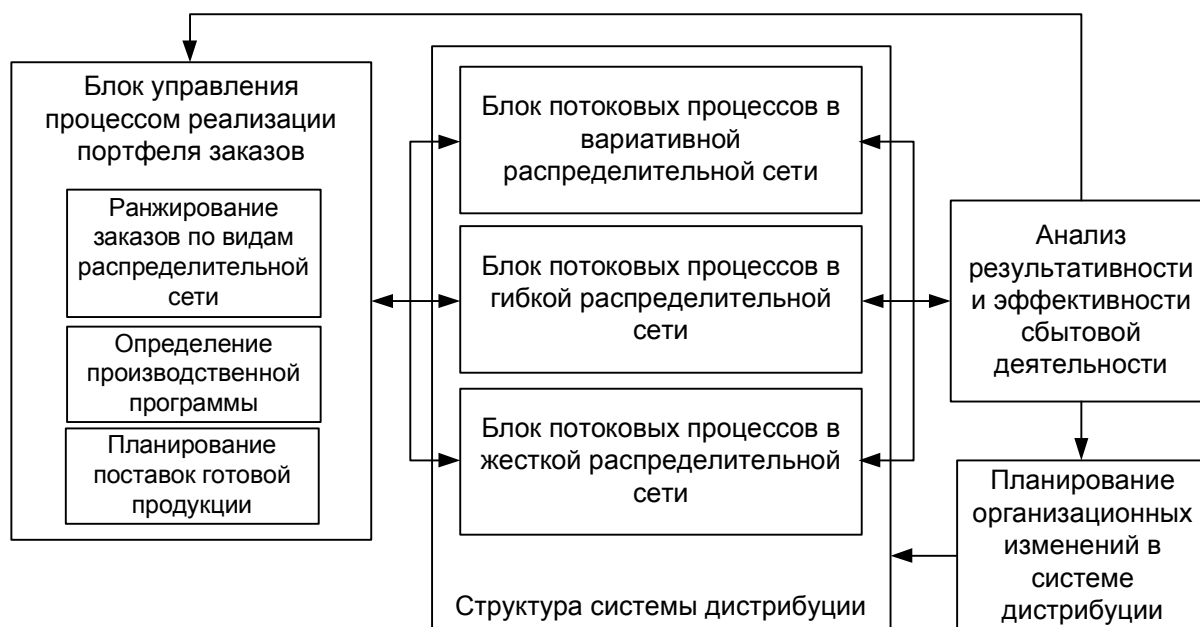 Блок управления
процессом реализации
портфеля заказов
Ранжирование
заказов по видам
распределительной
сети
Определение
производственной
программы
Планирование
поставок готовой
продукции
Блок потоковых процессов в
вариативной
распределительной сети
Блок потоковых процессов в
гибкой распределительной
сети
Блок потоковых процессов в
жесткой распределительной
сети
Структура системы дистрибуции
Анализ
результативности
и эффективности
сбытовой
деятельности
Планирование
организационных
изменений в
системе
дистрибуции